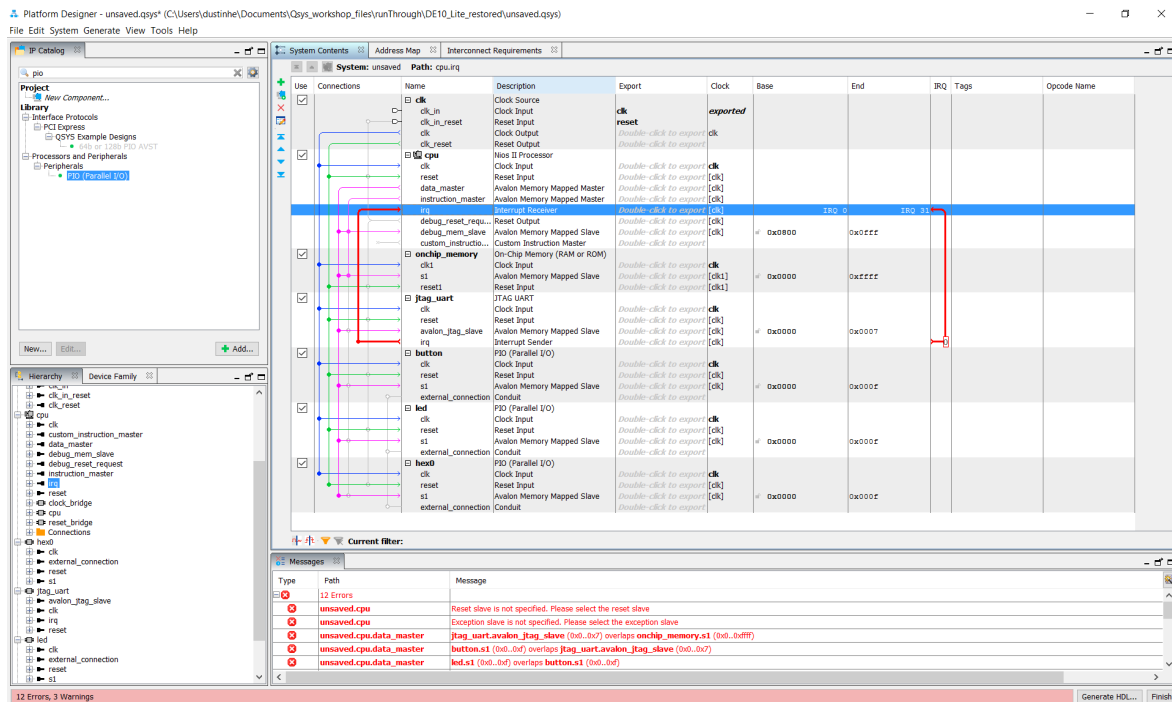 Platform Designer - unsaved.qsys* (C:\Users\dustinhe\Documents\Qsys_workshop_files\runThrough\DE10_Lite_restored\unsaved.qsys)
File Edit System Generate View Tools Help
IP Catalog
pio
Project
New Component...
Library
Interface Protocols
PCI Express
QSYS Example Designs
64b or 128b PIO AVST
Processors and Peripherals
Peripherals
PIO (Parallel I/O)
New... Edit... Add...
Hierarchy Device Family
clk_in
clk_in_reset
clk_reset
cpu
clk
custom_instruction_master
data_master
debug_mem_slave
debug_reset_request
instruction_master
irq
reset
clock_bridge
cpu
reset_bridge
Connections
hex0
clk
external_connection
reset
s1
jtag_uart
avalon_jtag_slave
clk
irq
reset
led
clk
external_connection
reset
s1
System Contents Address Map Interconnect Requirements
System: unsaved Path: cpu.irq
Use Connections Name Description Export Clock Base End IRQ Tags Opcode Name
clk Clock Source
clk_in Clock Input clk exported
clk_in_reset Reset Input reset
clk Clock Output Double-click to export clk
clk_reset Reset Output Double-click to export
cpu Nios II Processor
clk Clock Input Double-click to export clk
reset Reset Input Double-click to export [clk]
data_master Avalon Memory Mapped Master Double-click to export [clk]
instruction_master Avalon Memory Mapped Master Double-click to export [clk]
irq Interrupt Receiver Double-click to export [clk] IRQ 0 IRQ 31
debug_reset_requ... Reset Output Double-click to export [clk]
debug_mem_slave Avalon Memory Mapped Slave Double-click to export [clk] 0x0800 0x0fff
custom_instructio... Custom Instruction Master Double-click to export
onchip_memory On-Chip Memory (RAM or ROM)
clk1 Clock Input Double-click to export clk
s1 Avalon Memory Mapped Slave Double-click to export [clk1] 0x0000 0xffff
reset1 Reset Input Double-click to export [clk1]
jtag_uart JTAG UART
clk Clock Input Double-click to export clk
reset Reset Input Double-click to export [clk]
avalon_jtag_slave Avalon Memory Mapped Slave Double-click to export [clk] 0x0000 0x0007
irq Interrupt Sender Double-click to export [clk] 0
button PIO (Parallel I/O)
clk Clock Input Double-click to export clk
reset Reset Input Double-click to export [clk]
s1 Avalon Memory Mapped Slave Double-click to export [clk] 0x0000 0x000f
external_connection Conduit Double-click to export
led PIO (Parallel I/O)
clk Clock Input Double-click to export clk
reset Reset Input Double-click to export [clk]
s1 Avalon Memory Mapped Slave Double-click to export [clk] 0x0000 0x000f
external_connection Conduit Double-click to export
hex0 PIO (Parallel I/O)
clk Clock Input Double-click to export clk
reset Reset Input Double-click to export [clk]
s1 Avalon Memory Mapped Slave Double-click to export [clk] 0x0000 0x000f
external_connection Conduit Double-click to export
Current filter:
Messages
Type Path Message
12 Errors
unsaved.cpu Reset slave is not specified. Please select the reset slave
unsaved.cpu Exception slave is not specified. Please select the exception slave
unsaved.cpu.data_master jtag_uart.avalon_jtag_slave (0x0..0x7) overlaps onchip_memory.s1 (0x0..0xffff)
unsaved.cpu.data_master button.s1 (0x0..0xf) overlaps jtag_uart.avalon_jtag_slave (0x0..0x7)
unsaved.cpu.data_master led.s1 (0x0..0xf) overlaps button.s1 (0x0..0xf)
12 Errors, 3 Warnings
Generate HDL... Finish